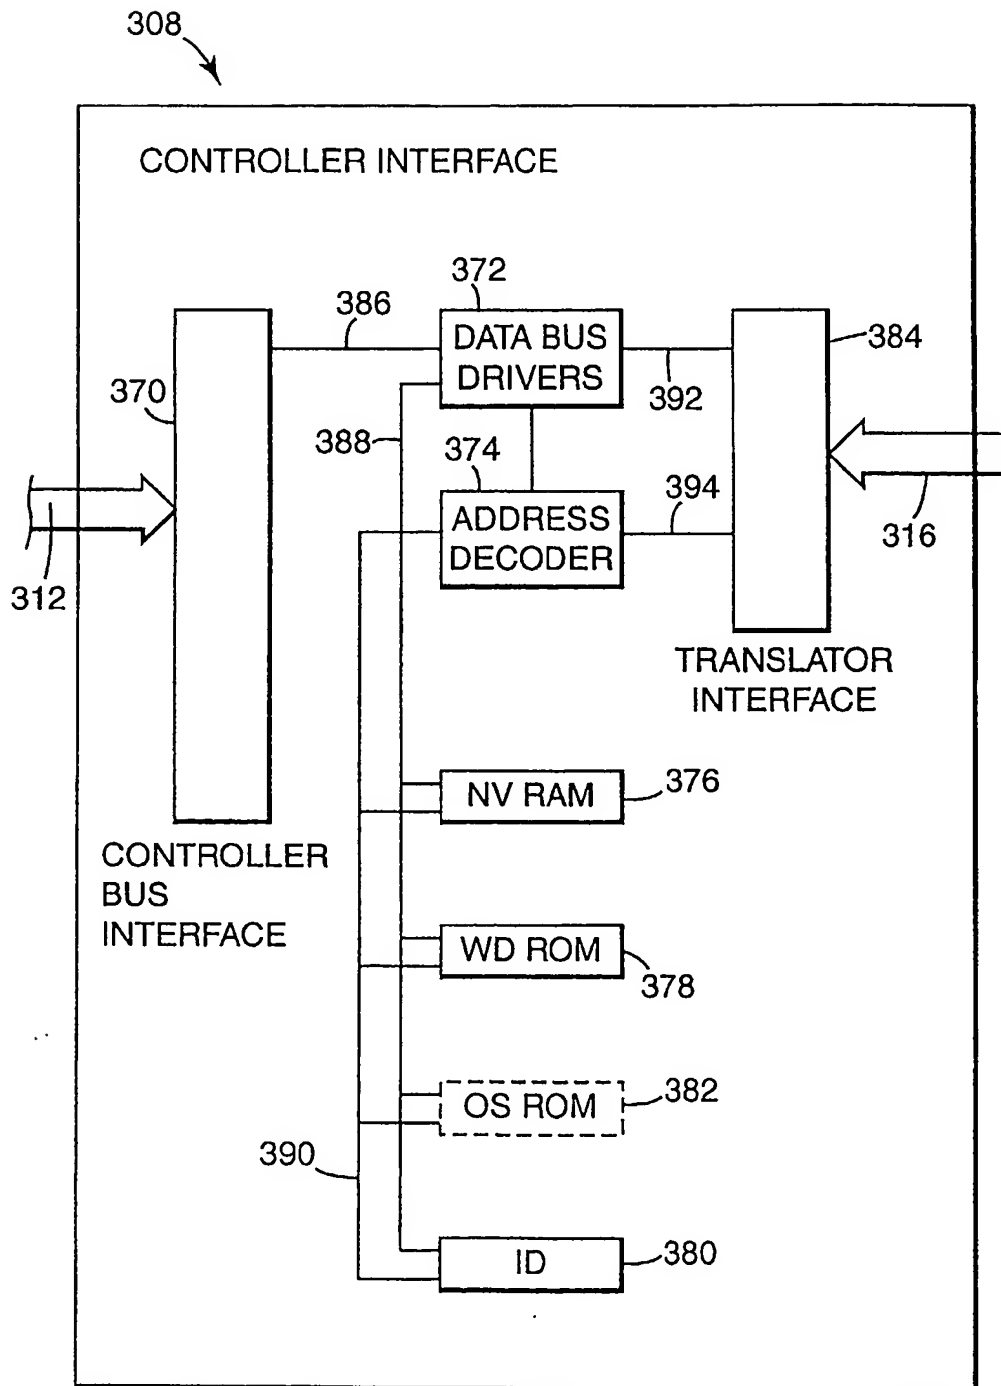 308
CONTROLLER INTERFACE
372
386
DATA BUS
DRIVERS
384
370
392
388
374
394
ADDRESS
DECODER
316
312
TRANSLATOR
INTERFACE
NV RAM
376
CONTROLLER
BUS
INTERFACE
WD ROM
378
OS ROM
382
390
ID
380